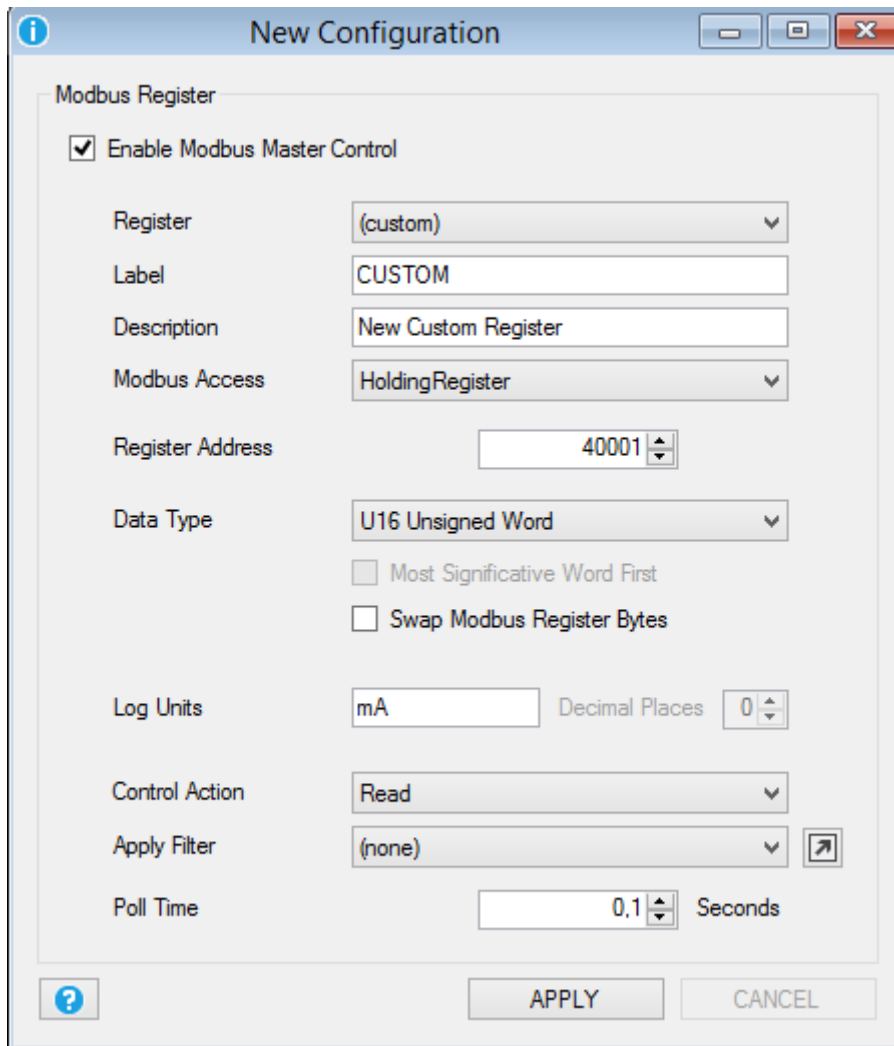 New Configuration
Modbus Register
Enable Modbus Master Control
Register (custom)
Label CUSTOM
Description New Custom Register
Modbus Access HoldingRegister
Register Address 40001
Data Type U16 Unsigned Word
Most Significative Word First
Swap Modbus Register Bytes
Log Units mA Decimal Places 0
Control Action Read
Apply Filter (none)
Poll Time 0,1 Seconds
APPLY CANCEL